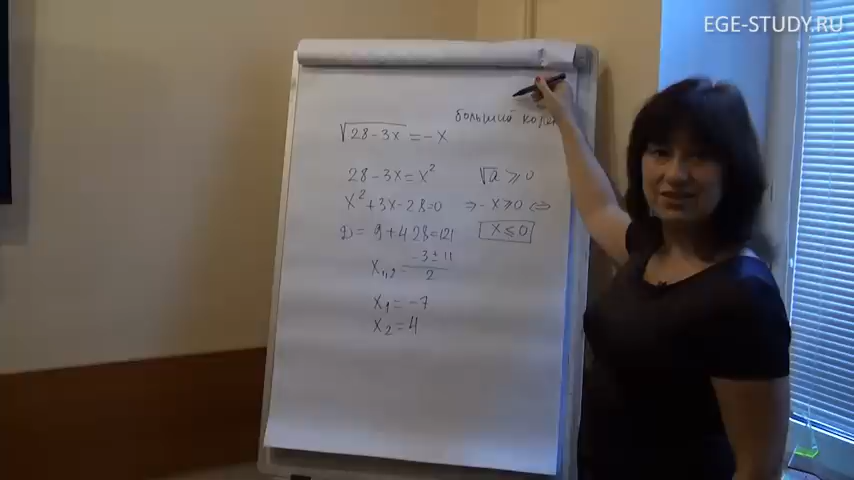 EGE-STUDY.RU
больший
√28-3x = -x
28-3x=x²
√a ⩾ 0
x²+3x-28=0
⇒ -x⩾0 ⇔
D= 9+4·28=121
x⩽0
x₁,₂= (-3±11)/2
x₁=-7
x₂=4